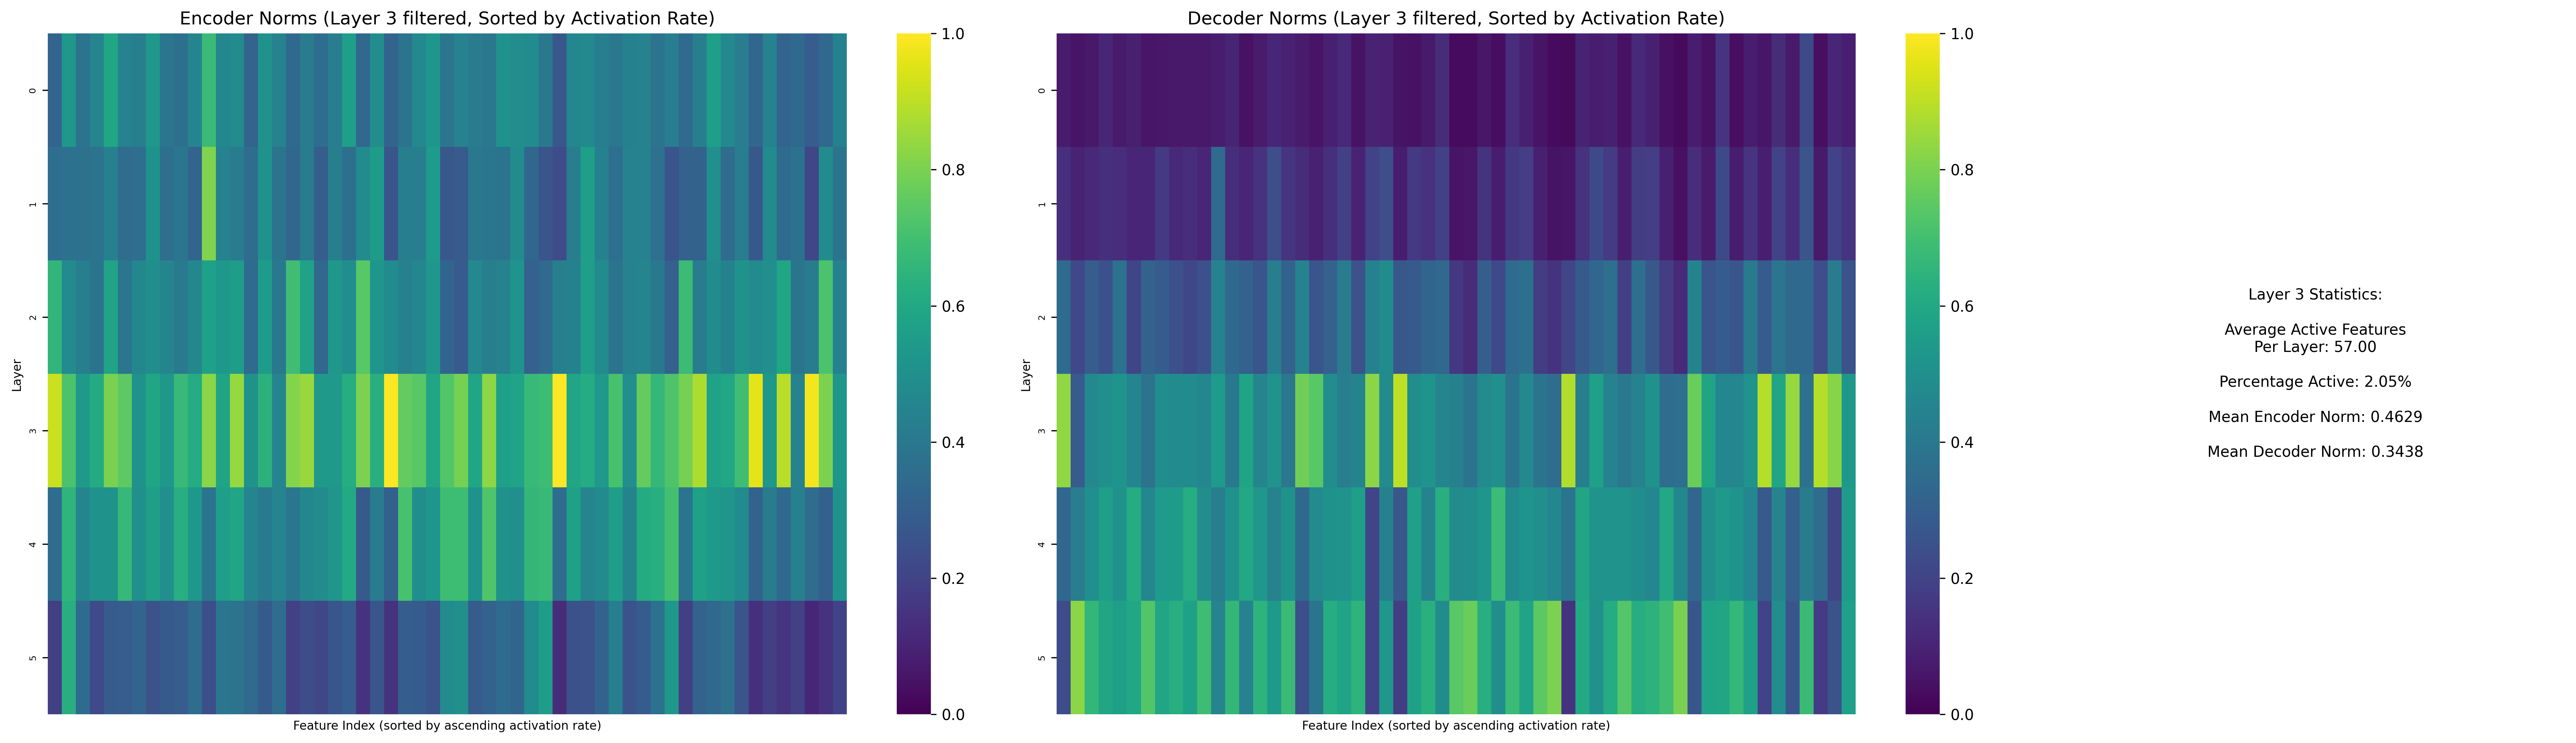 Encoder Norms (Layer 3 filtered, Sorted by Activation Rate)
Layer
0
1
2
3
4
5
Feature Index (sorted by ascending activation rate)
1.0
0.8
0.6
0.4
0.2
0.0
Decoder Norms (Layer 3 filtered, Sorted by Activation Rate)
Layer
0
1
2
3
4
5
Feature Index (sorted by ascending activation rate)
1.0
0.8
0.6
0.4
0.2
0.0
Layer 3 Statistics:
Average Active Features
Per Layer: 57.00
Percentage Active: 2.05%
Mean Encoder Norm: 0.4629
Mean Decoder Norm: 0.3438